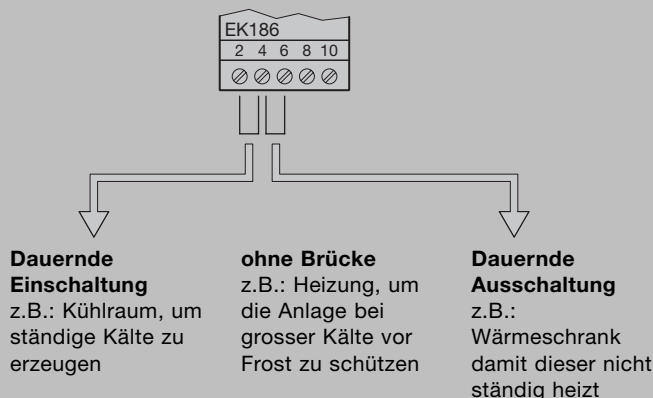 EK186
2 4 6 8 10
Dauernde
Einschaltung
z.B.: Kühlraum, um
ständige Kälte zu
erzeugen
ohne Brücke
z.B.: Heizung, um
die Anlage bei
grosser Kälte vor
Frost zu schützen
Dauernde
Ausschaltung
z.B.:
Wärmeschrank
damit dieser nicht
ständig heizt